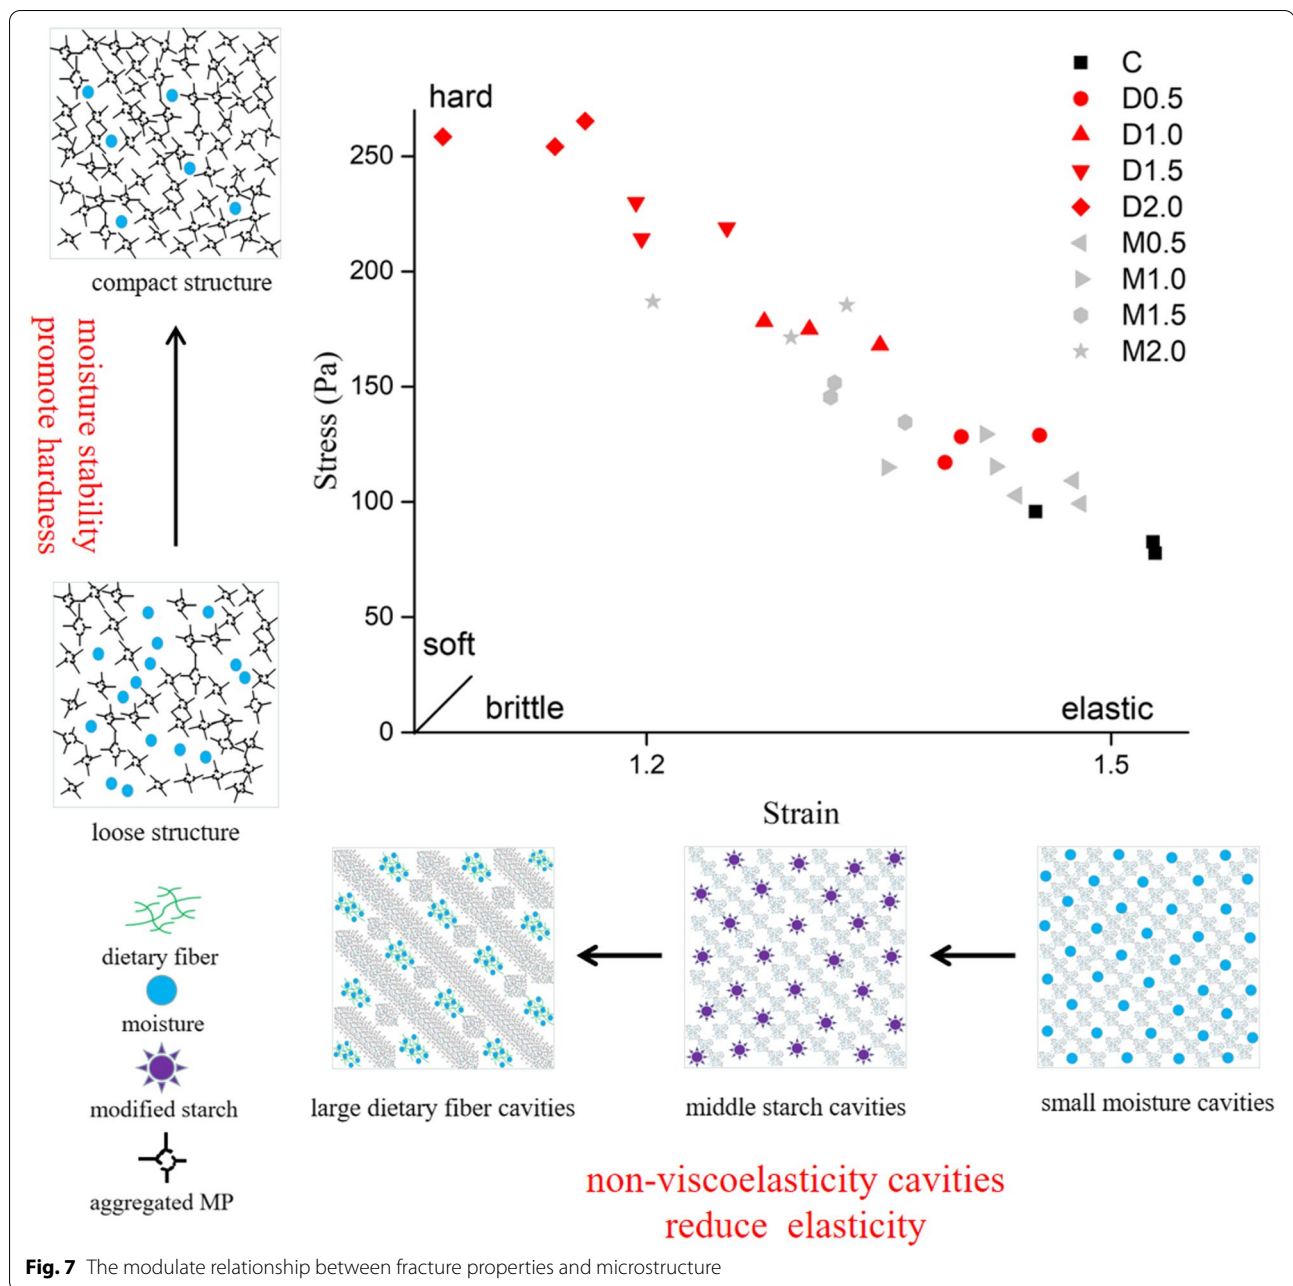 compact structure
moisture stability
promote hardness
loose structure
dietary fiber
moisture
modified starch
aggregated MP
hard
C
D0.5
D1.0
D1.5
D2.0
M0.5
M1.0
M1.5
M2.0
Stress (Pa)
250
200
150
100
50
0
soft
brittle
elastic
1.2
1.5
Strain
large dietary fiber cavities
middle starch cavities
small moisture cavities
non-viscoelasticity cavities
reduce elasticity
Fig. 7 The modulate relationship between fracture properties and microstructure